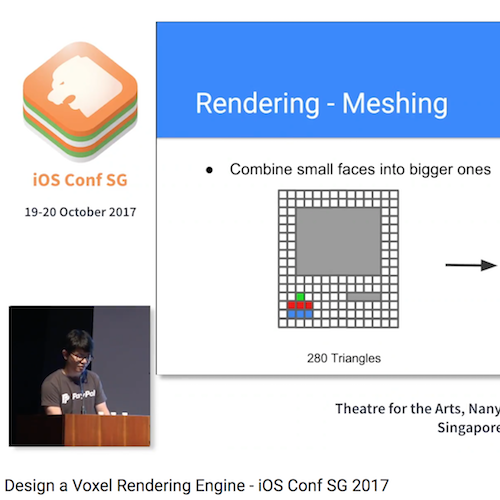 Rendering - Meshing
● Combine small faces into bigger ones
iOS Conf SG
19-20 October 2017
280 Triangles
PayPal
Theatre for the Arts, Nany
Singapore
Design a Voxel Rendering Engine - iOS Conf SG 2017